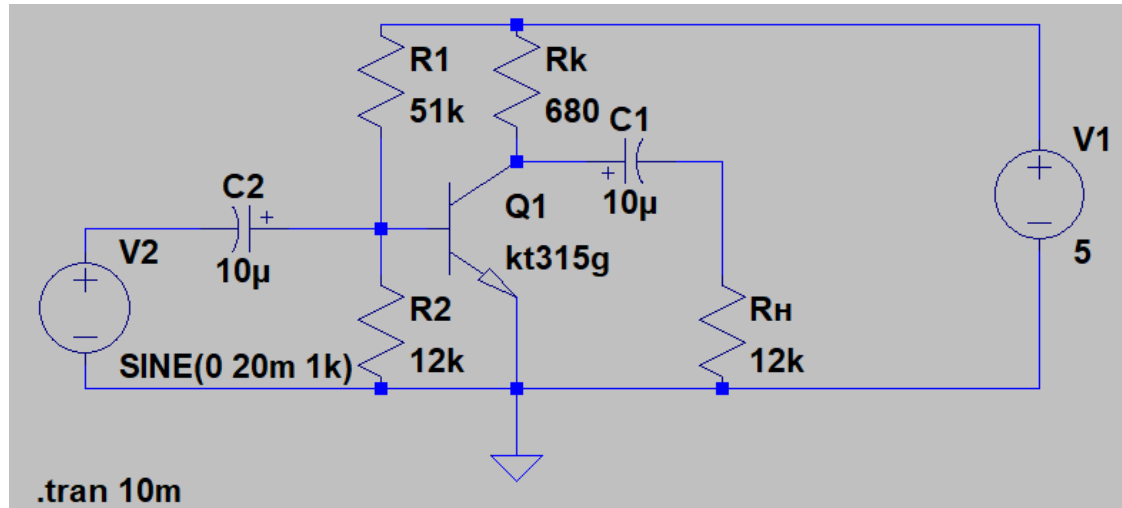 R1
51k
Rk
680
C1
10µ
V1
5
C2
10µ
V2
SINE(0 20m 1k)
Q1
kt315g
R2
12k
Rн
12k
.tran 10m